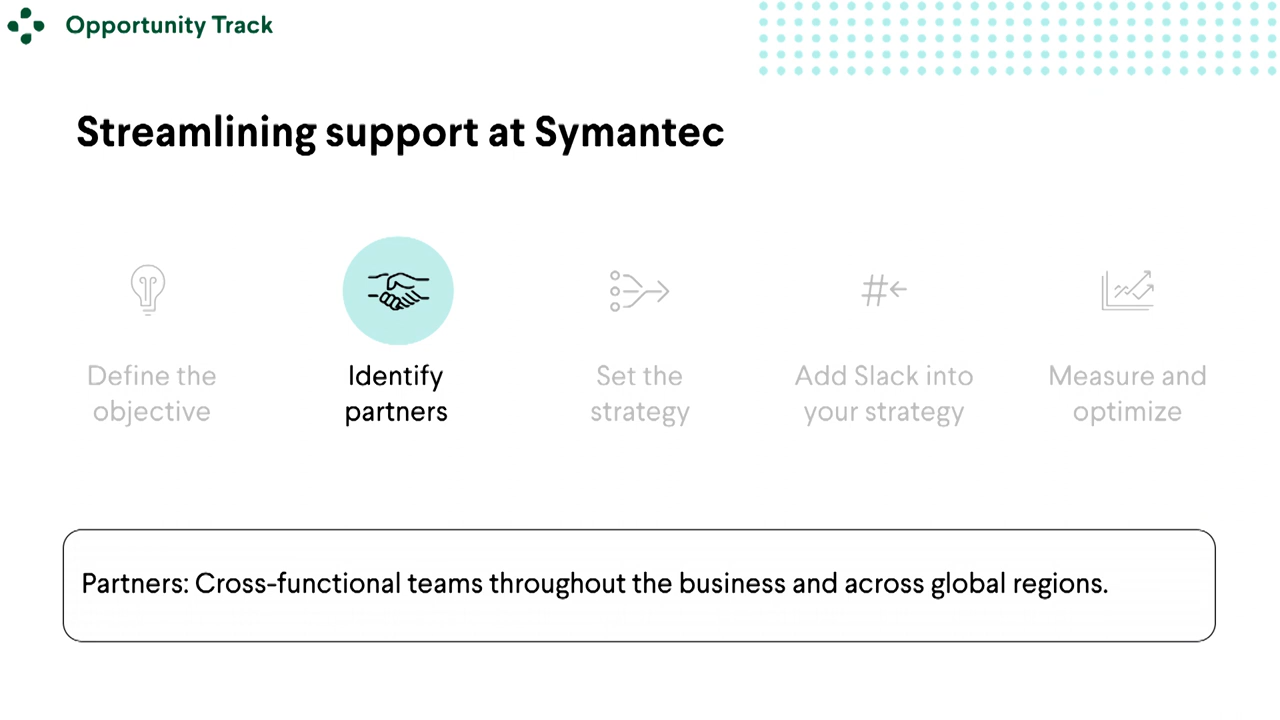 Opportunity Track
Streamlining support at Symantec
Define the
objective
Identify
partners
Set the
strategy
Add Slack into
your strategy
Measure and
optimize
Partners: Cross-functional teams throughout the business and across global regions.